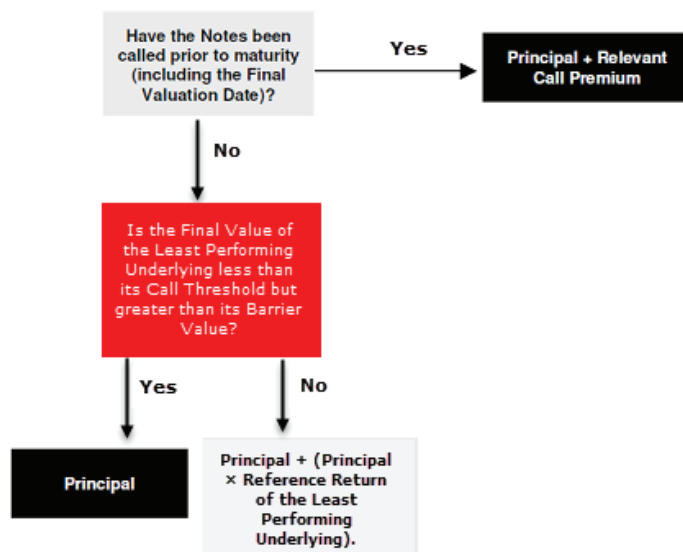 Have the Notes been
called prior to maturity
(including the Final
Valuation Date)?
Yes
Principal + Relevant
Call Premium
No
Is the Final Value of
the Least Performing
Underlying less than
its Call Threshold but
greater than its Barrier
Value?
Yes
No
Principal
Principal + (Principal
× Reference Return
of the Least
Performing
Underlying).